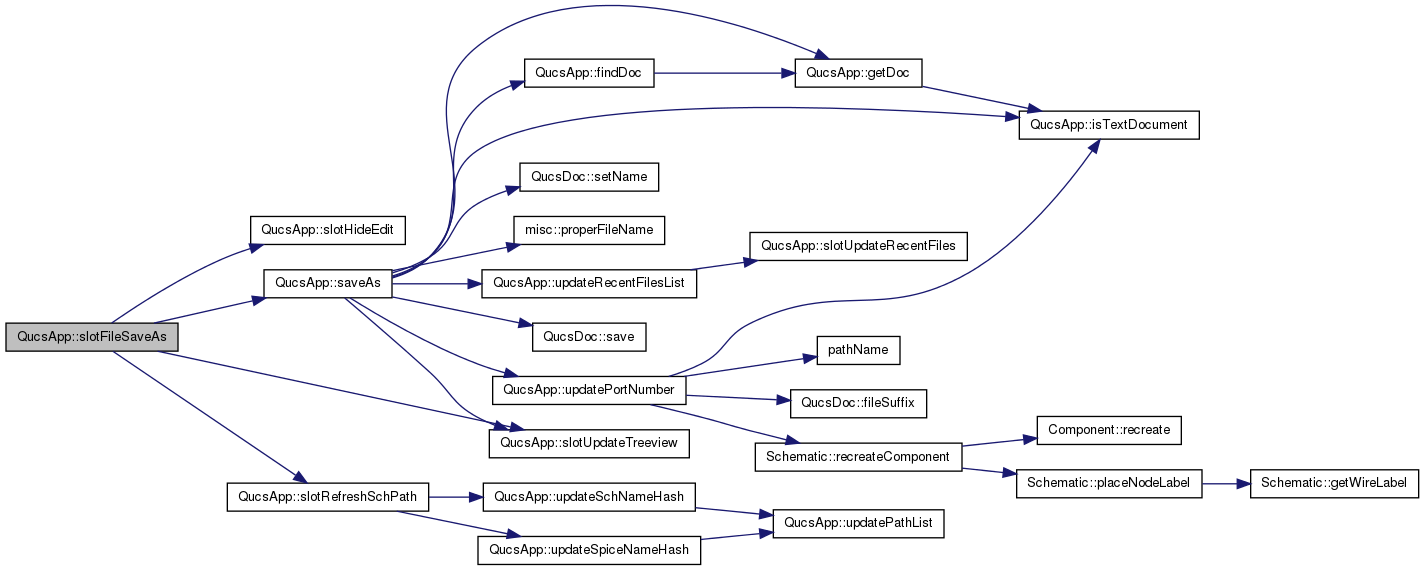 QucsApp::findDoc
QucsApp::getDoc
QucsApp::isTextDocument
QucsDoc::setName
QucsApp::slotHideEdit
misc::properFileName
QucsApp::slotUpdateRecentFiles
QucsApp::saveAs
QucsApp::updateRecentFilesList
QucsApp::slotFileSaveAs
QucsDoc::save
pathName
QucsApp::updatePortNumber
QucsDoc::fileSuffix
QucsApp::slotUpdateTreeview
Component::recreate
Schematic::recreateComponent
Schematic::placeNodeLabel
Schematic::getWireLabel
QucsApp::slotRefreshSchPath
QucsApp::updateSchNameHash
QucsApp::updatePathList
QucsApp::updateSpiceNameHash